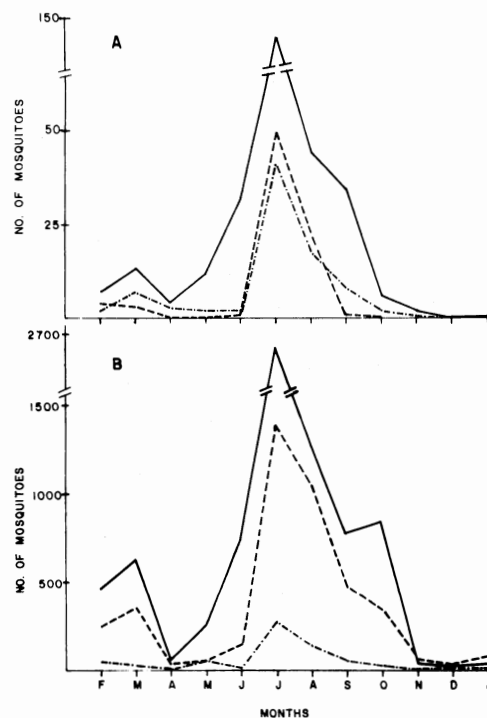 150
A
50
25
NO. OF MOSQUITOES
2700
B
1500
1000
500
NO. OF MOSQUITOES
F M A M J J A S O N D
MONTHS